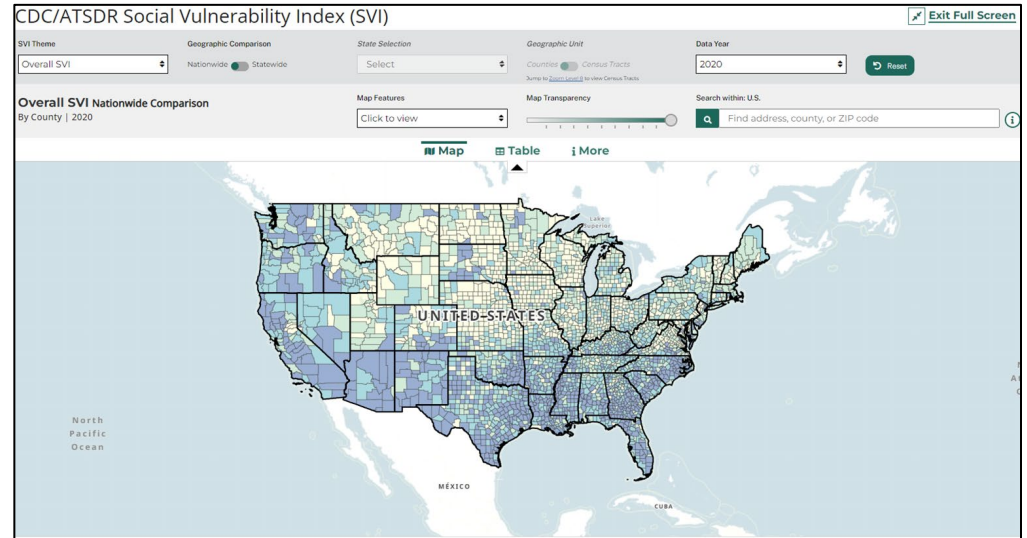 CDC/ATSDR Social Vulnerability Index (SVI)
Exit Full Screen
SVI Theme
Geographic Comparison
State Selection
Geographic Unit
Data Year
Overall SVI
Nationwide
Statewide
Select
Counties
Census Tracts
2020
Reset
Jump to Zoom Level 8 to view Census Tracts
Overall SVI Nationwide Comparison
By County | 2020
Map Features
Map Transparency
Search within: U.S.
Click to view
Find address, county, or ZIP code
Map
Table
More
Lake
Superior
UNITED STATES
North
Pacific
Ocean
MÉXICO
CUBA